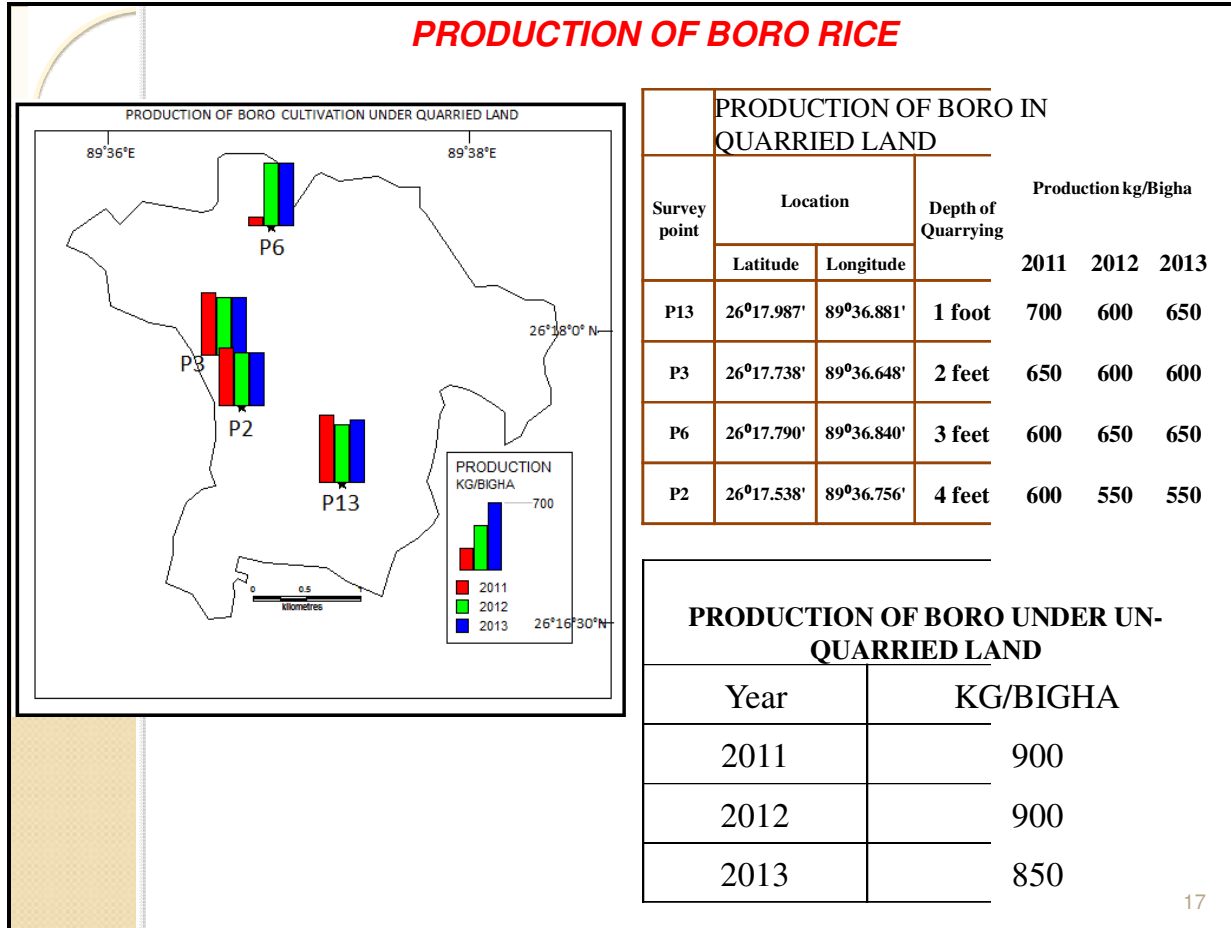 PRODUCTION OF BORO RICE
PRODUCTION OF BORO CULTIVATION UNDER QUARRIED LAND
89°36'E 89°38'E
P6
26°18'0" N
P3
P2
P13
PRODUCTION
KG/BIGHA
700
2011
2012
2013
0 0.5 1
kilometres
26°16'30"N
PRODUCTION OF BORO IN
QUARRIED LAND
Survey point Location Depth of Quarrying Production kg/Bigha
Latitude Longitude 2011 2012 2013
P13 26⁰17.987' 89⁰36.881' 1 foot 700 600 650
P3 26⁰17.738' 89⁰36.648' 2 feet 650 600 600
P6 26⁰17.790' 89⁰36.840' 3 feet 600 650 650
P2 26⁰17.538' 89⁰36.756' 4 feet 600 550 550
PRODUCTION OF BORO UNDER UN-
QUARRIED LAND
Year KG/BIGHA
2011 900
2012 900
2013 850
17